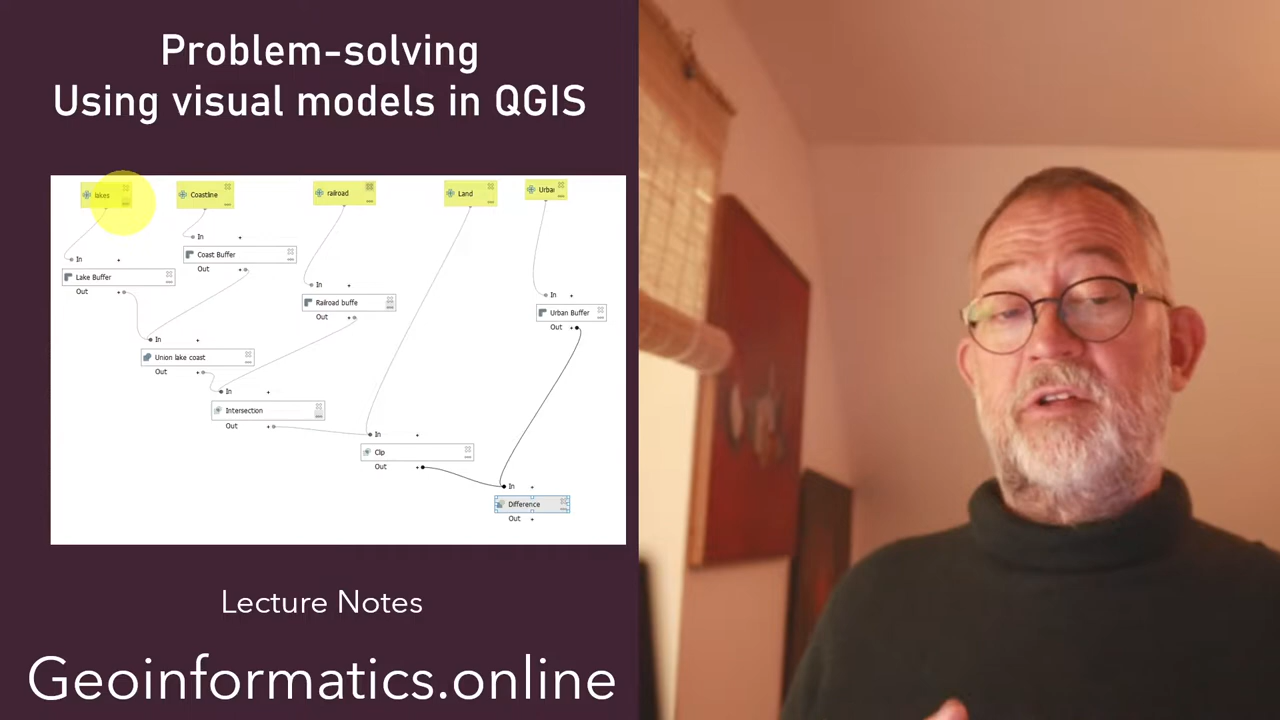 Problem-solving
Using visual models in QGIS
lakes
Coastline
railroad
Land
Urbai
In
Coast Buffer
Out
In
Lake Buffer
Out
In
Railroad buffe
Out
In
Urban Buffer
Out
In
Union lake coast
Out
In
Intersection
Out
In
Clip
Out
In
Difference
Out
Lecture Notes
Geoinformatics.online